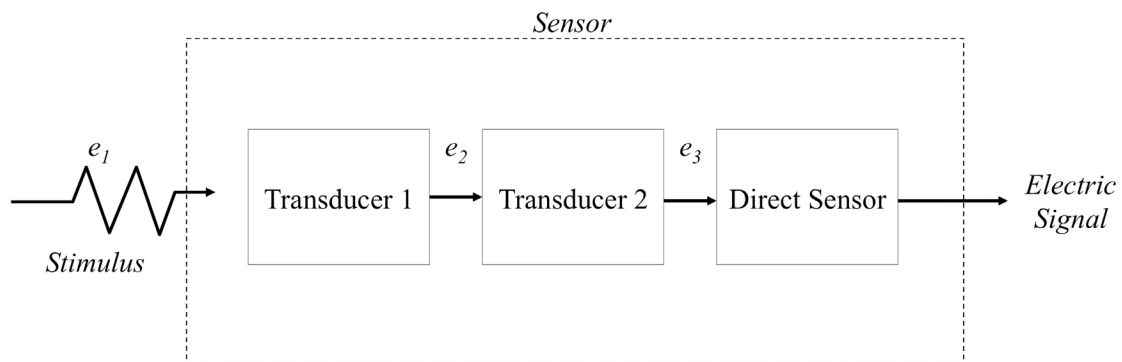 Sensor
e1
e2
e3
Transducer 1
Transducer 2
Direct Sensor
Electric
Signal
Stimulus